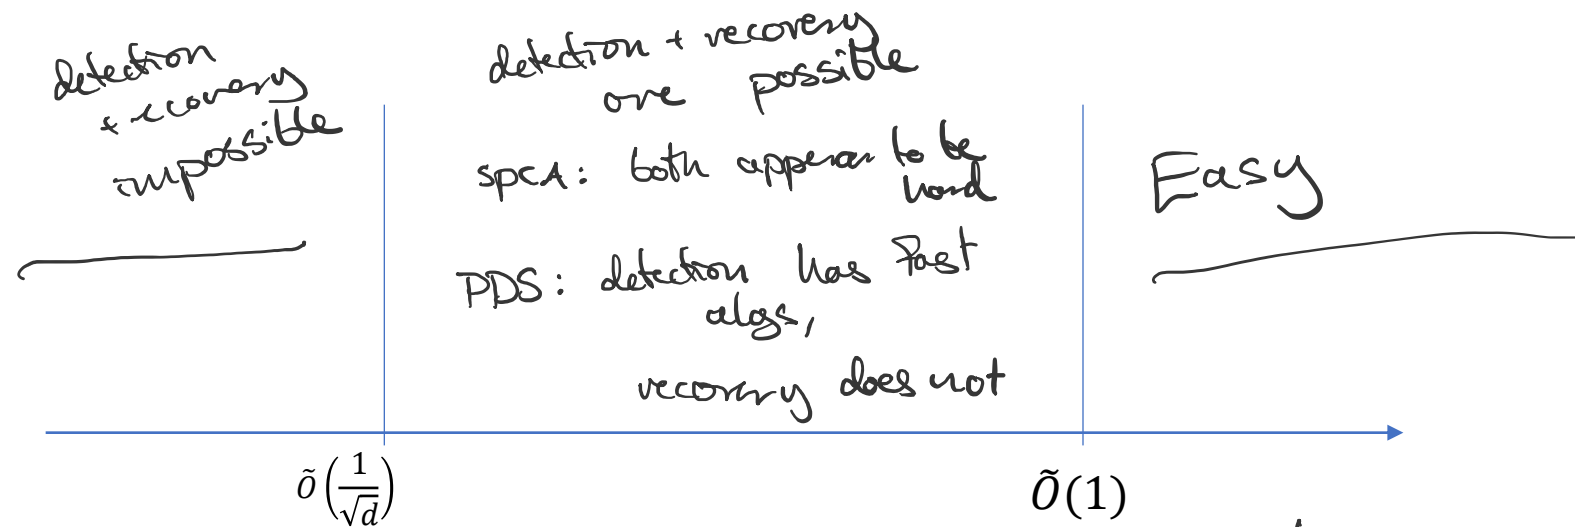 detection
+ recovery
impossible
detection + recovery
are possible
SPCA: both appear to be
hard
PDS: detection has fast
algs,
recovery does not
Easy
Õ(1/√d)
Õ(1)